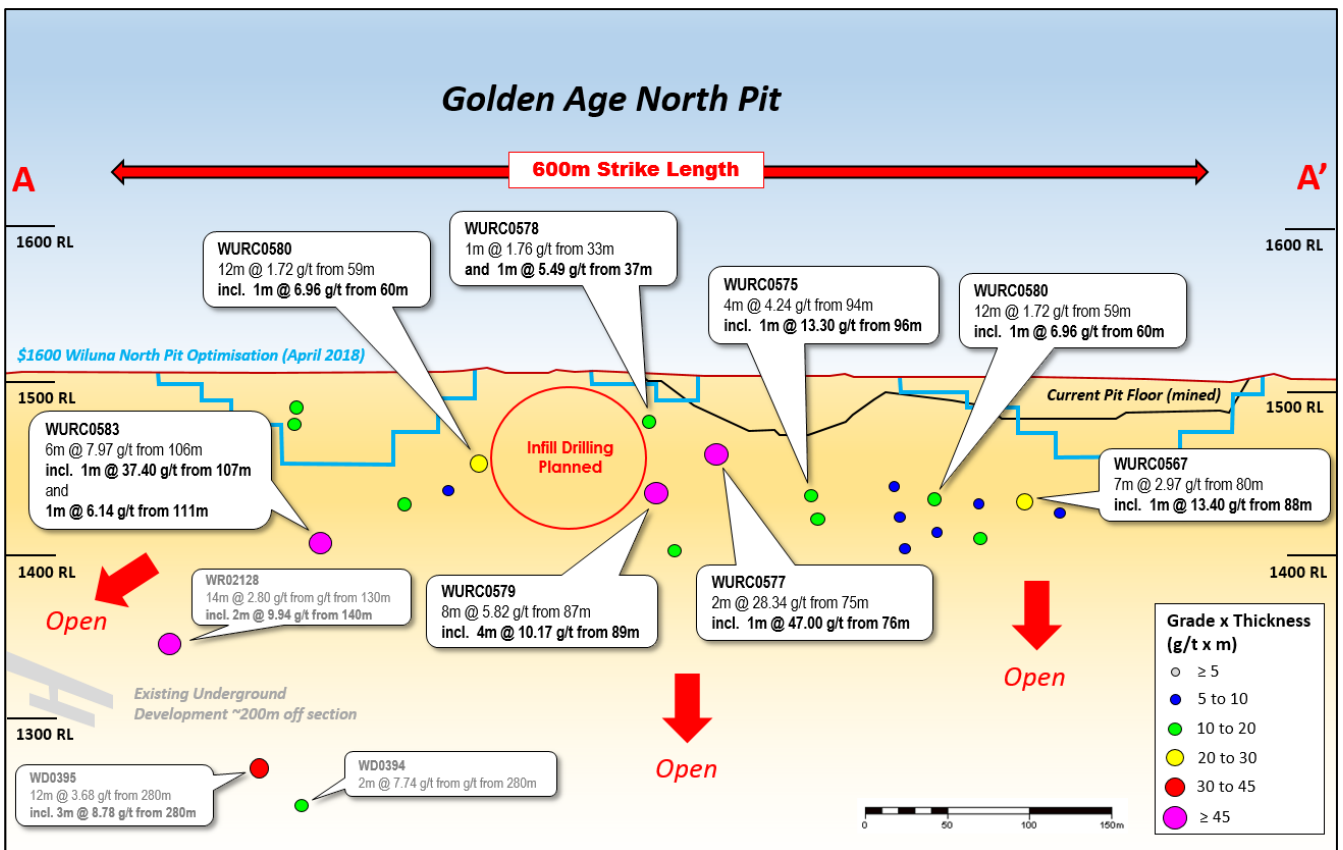 Golden Age North Pit
600m Strike Length
A
A'
1600 RL
1600 RL
WURC0580
12m @ 1.72 g/t from 59m
incl. 1m @ 6.96 g/t from 60m
WURC0578
1m @ 1.76 g/t from 33m
and 1m @ 5.49 g/t from 37m
WURC0575
4m @ 4.24 g/t from 94m
incl. 1m @ 13.30 g/t from 96m
WURC0580
12m @ 1.72 g/t from 59m
incl. 1m @ 6.96 g/t from 60m
$1600 Wiluna North Pit Optimisation (April 2018)
1500 RL
Current Pit Floor (mined)
1500 RL
WURC0583
6m @ 7.97 g/t from 106m
incl. 1m @ 37.40 g/t from 107m
and
1m @ 6.14 g/t from 111m
Infill Drilling
Planned
WURC0567
7m @ 2.97 g/t from 80m
incl. 1m @ 13.40 g/t from 88m
1400 RL
1400 RL
Open
WR02128
14m @ 2.80 g/t from g/t from 130m
incl. 2m @ 9.94 g/t from 140m
WURC0579
8m @ 5.82 g/t from 87m
incl. 4m @ 10.17 g/t from 89m
WURC0577
2m @ 28.34 g/t from 75m
incl. 1m @ 47.00 g/t from 76m
Open
Existing Underground
Development ~200m off section
1300 RL
Open
WD0395
12m @ 3.68 g/t from 280m
incl. 3m @ 8.78 g/t from 280m
WD0394
2m @ 7.74 g/t from g/t from 280m
Grade x Thickness
(g/t x m)
≥ 5
5 to 10
10 to 20
20 to 30
30 to 45
≥ 45
0 50 100 150m